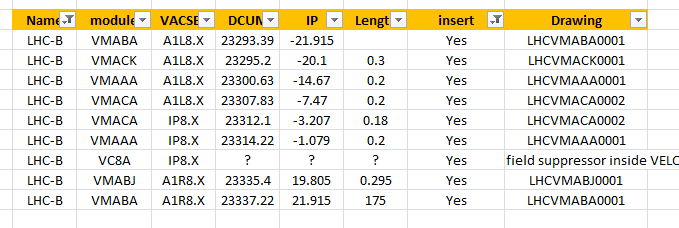 Name module VACSE DCUM IP Lengt insert Drawing
LHC-B VMABA A1L8.X 23293.39 -21.915 Yes LHCVMABA0001
LHC-B VMACK A1L8.X 23295.2 -20.1 0.3 Yes LHCVMACK0001
LHC-B VMAAA A1L8.X 23300.63 -14.67 0.2 Yes LHCVMAAA0001
LHC-B VMACA A1L8.X 23307.83 -7.47 0.2 Yes LHCVMACA0002
LHC-B VMACA IP8.X 23312.1 -3.207 0.18 Yes LHCVMACA0002
LHC-B VMAAA IP8.X 23314.22 -1.079 0.2 Yes LHCVMAAA0001
LHC-B VC8A IP8.X ? ? ? Yes field suppressor inside VELO
LHC-B VMABJ A1R8.X 23335.4 19.805 0.295 Yes LHCVMABJ0001
LHC-B VMABA A1R8.X 23337.22 21.915 175 Yes LHCVMABA0001